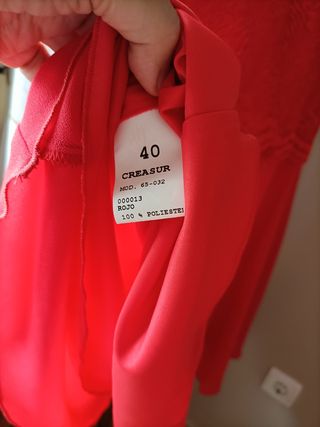 40
CREASUR
MOD. 65-032
000013
ROJO
100 % POLIESTE